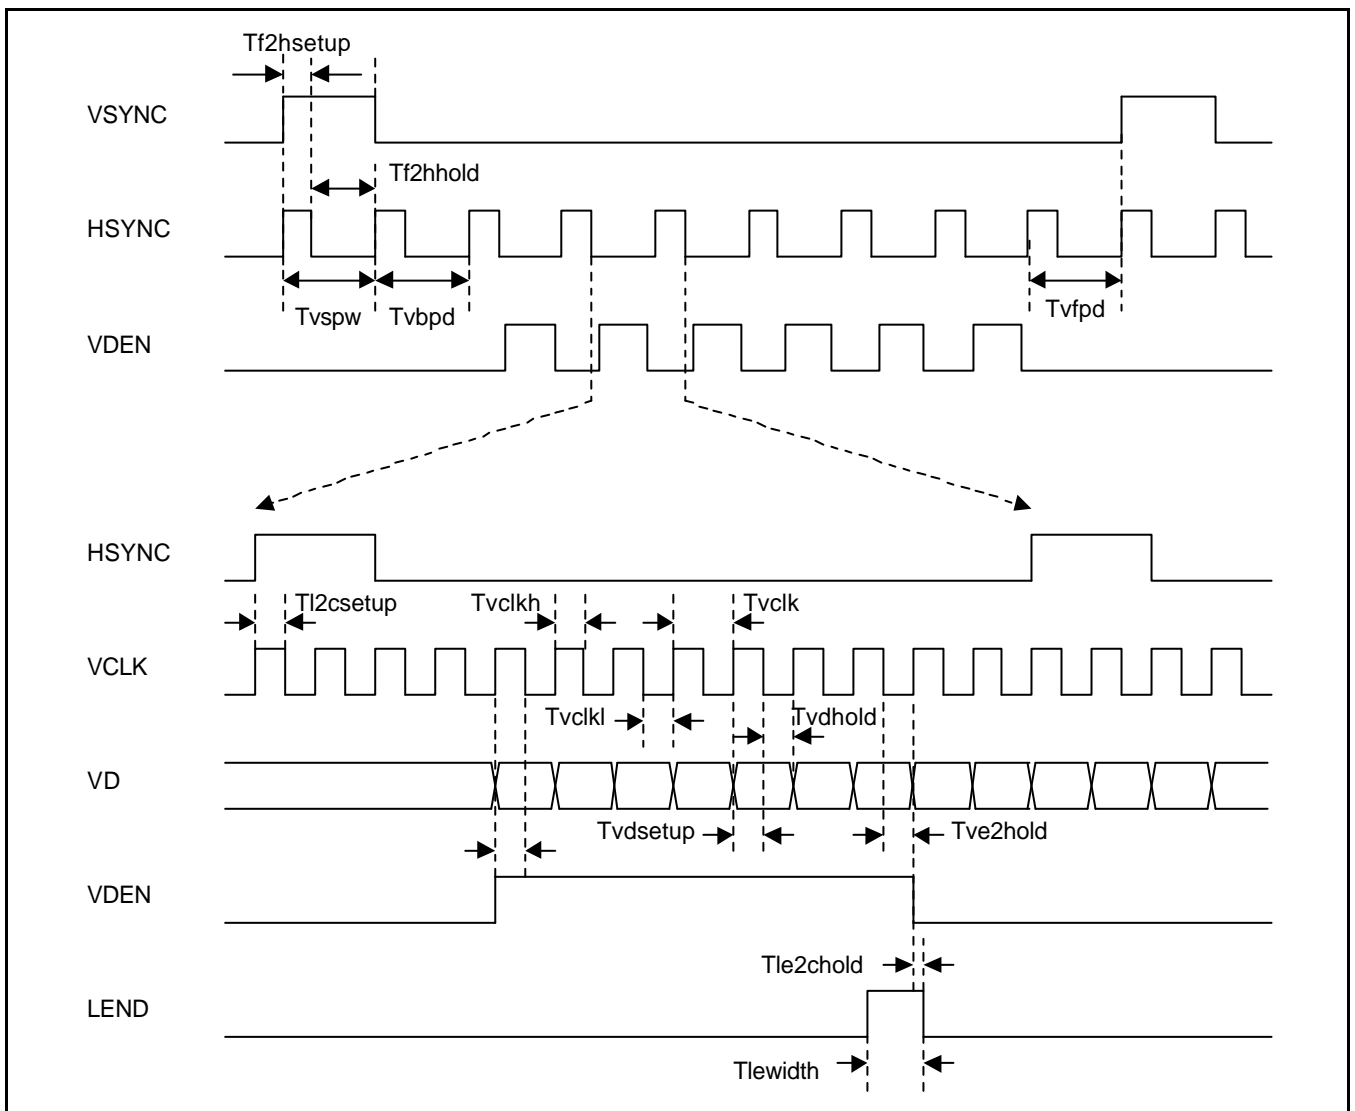 Tf2hsetup
VSYNC
Tf2hhold
HSYNC
Tvspw
Tvbpd
Tvfpd
VDEN
HSYNC
Tl2csetup
Tvclkh
Tvclk
VCLK
Tvclkl
Tvdhold
VD
Tvdsetup
Tve2hold
VDEN
Tle2chold
LEND
Tlewidth